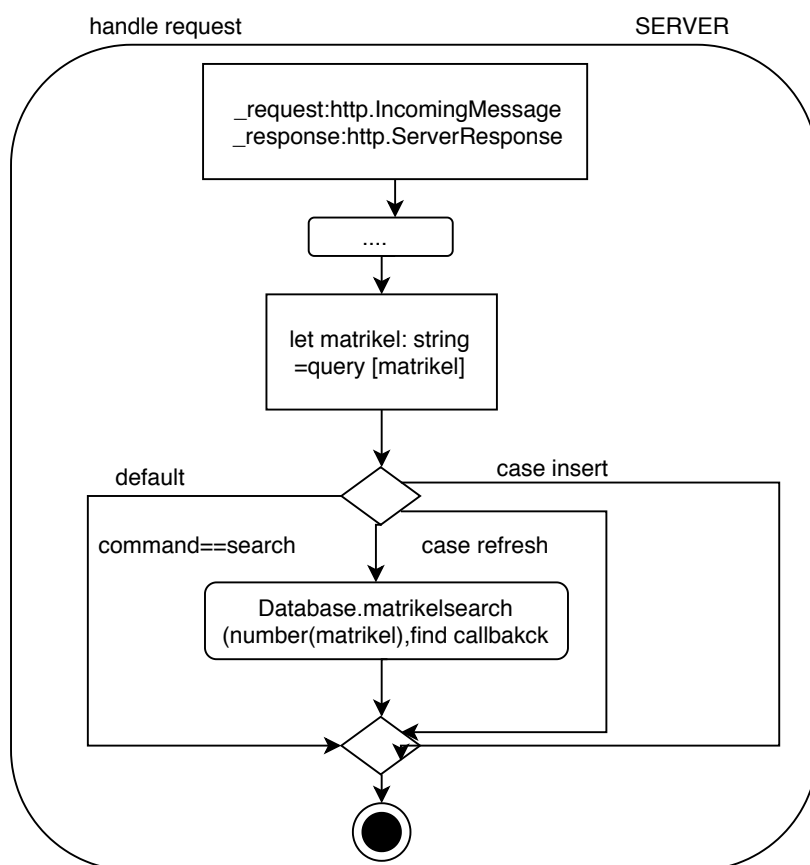 handle request
SERVER
_request:http.IncomingMessage
_response:http.ServerResponse
....
let matrikel: string
=query [matrikel]
default
case insert
command==search
case refresh
Database.matrikelsearch
(number(matrikel),find callbakck